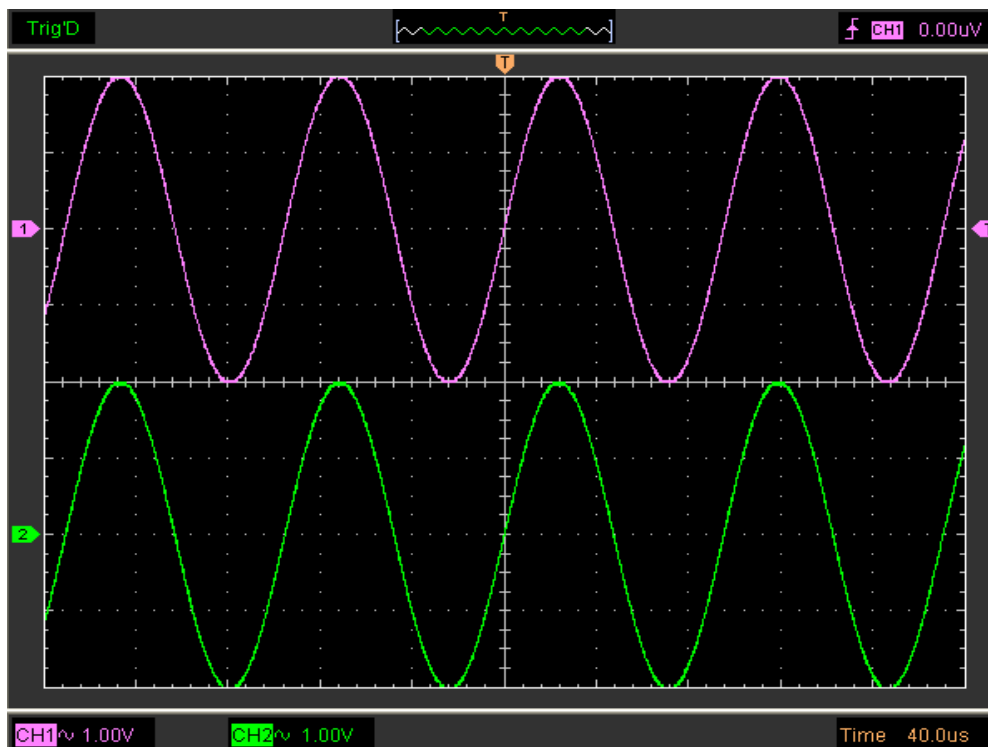 T
Trig'D
CH1 0.00uV
T
1
T
2
CH1 1.00V
CH2 1.00V
Time 40.0us